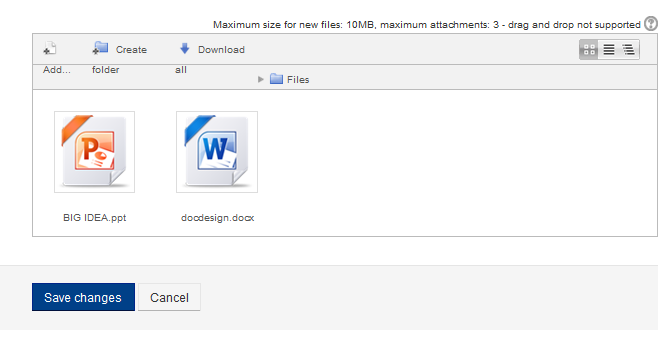 Maximum size for new files: 10MB, maximum attachments: 3 - drag and drop not supported ?
Add...
Create folder
Download all
Files
P
W
BIG IDEA.ppt
docdesign.docx
Save changes
Cancel